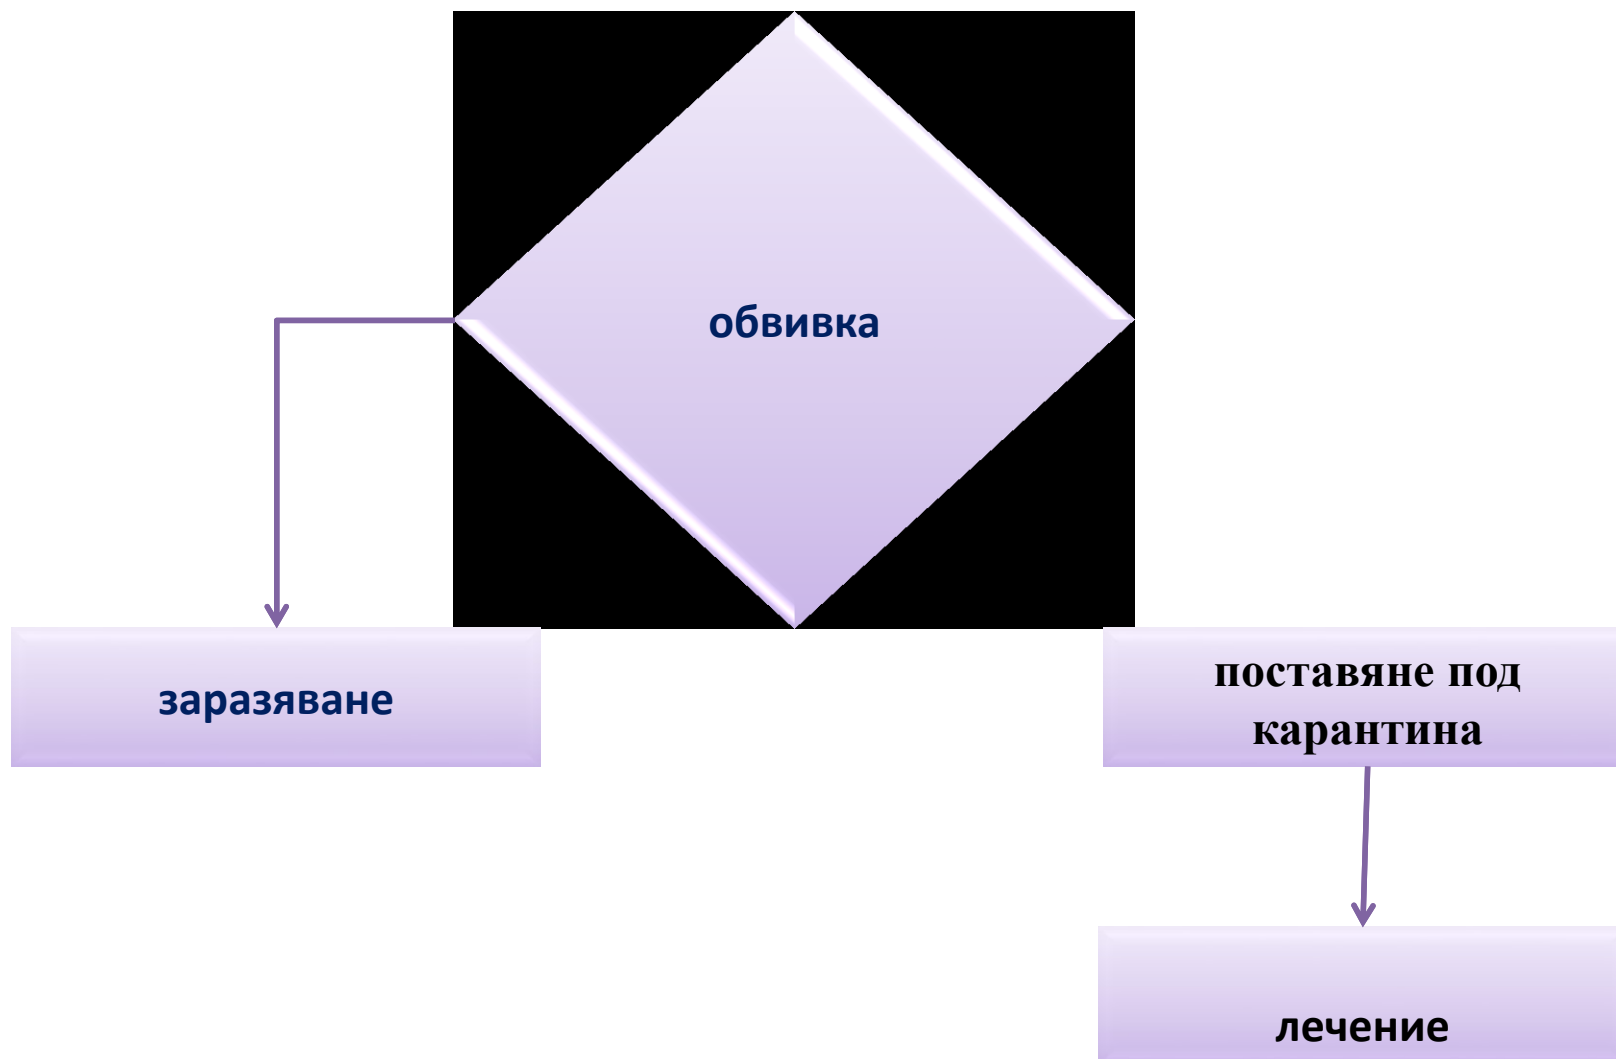 обвивка
заразяване
поставяне под
карантина
лечение